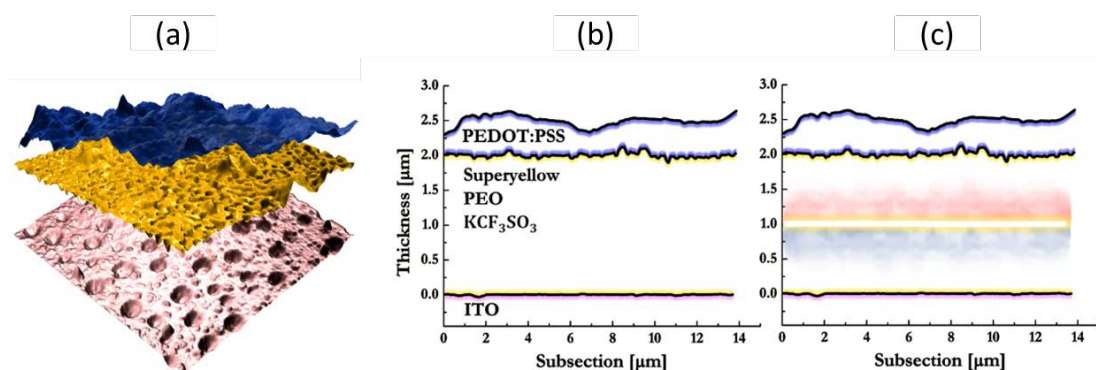 (a)
(b)
(c)
Thickness [μm]
3.0
2.5
2.0
1.5
1.0
0.5
0.0
PEDOT:PSS
Superyellow
PEO
KCF₃SO₃
ITO
0 2 4 6 8 10 12 14
Subsection [μm]
3.0
2.5
2.0
1.5
1.0
0.5
0.0
0 2 4 6 8 10 12 14
Subsection [μm]